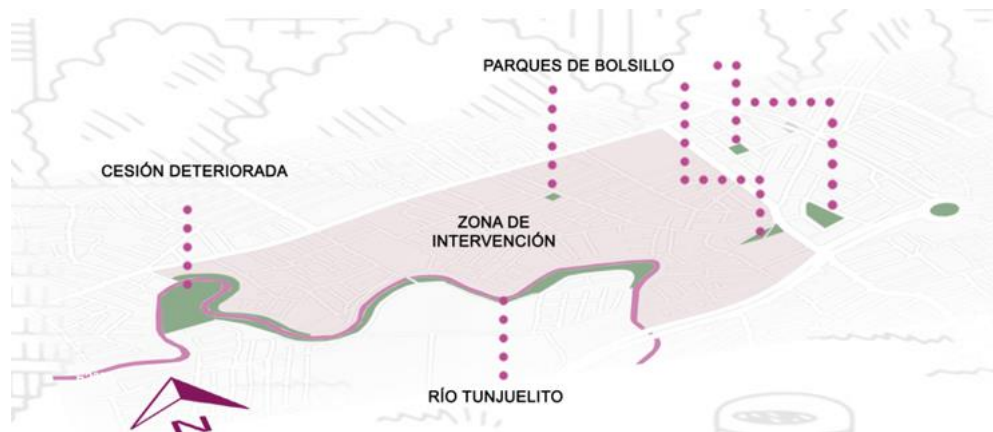 PARQUES DE BOLSILLO
CESIÓN DETERIORADA
ZONA DE
INTERVENCIÓN
RÍO TUNJUELITO
N